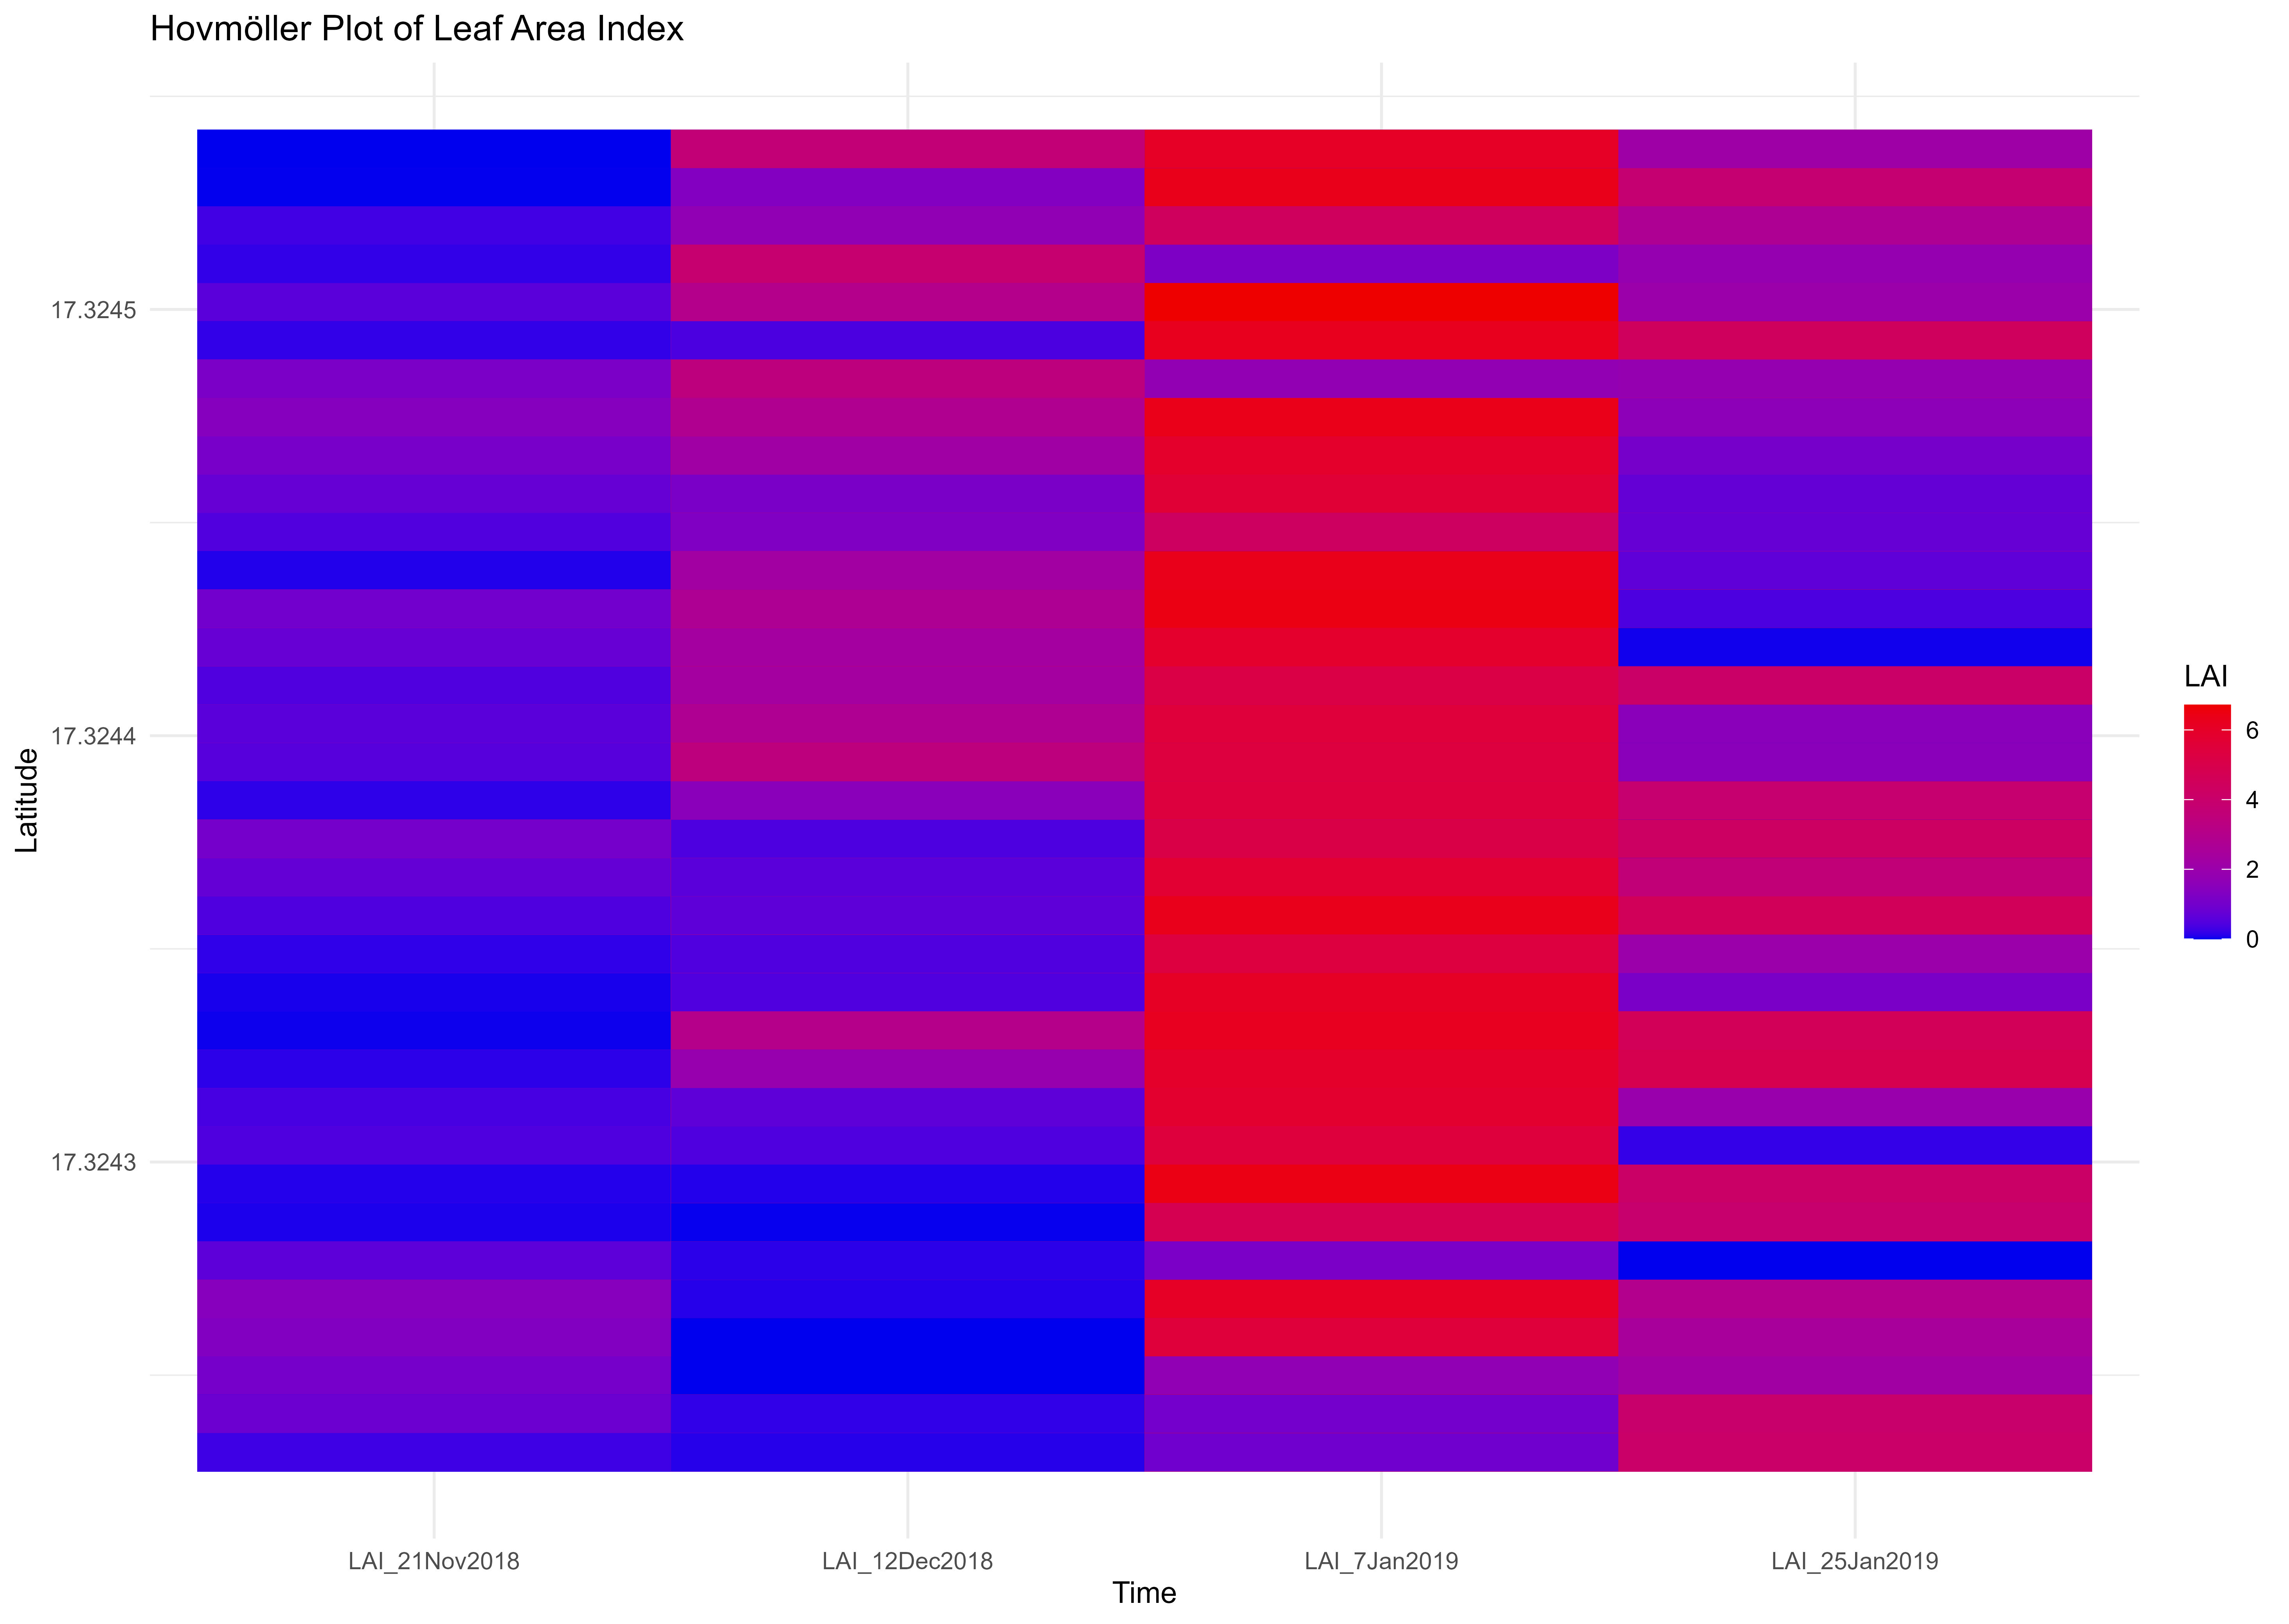 Hovmöller Plot of Leaf Area Index
Latitude
17.3245
17.3244
17.3243
LAI_21Nov2018
LAI_12Dec2018
LAI_7Jan2019
LAI_25Jan2019
Time
LAI
6
4
2
0